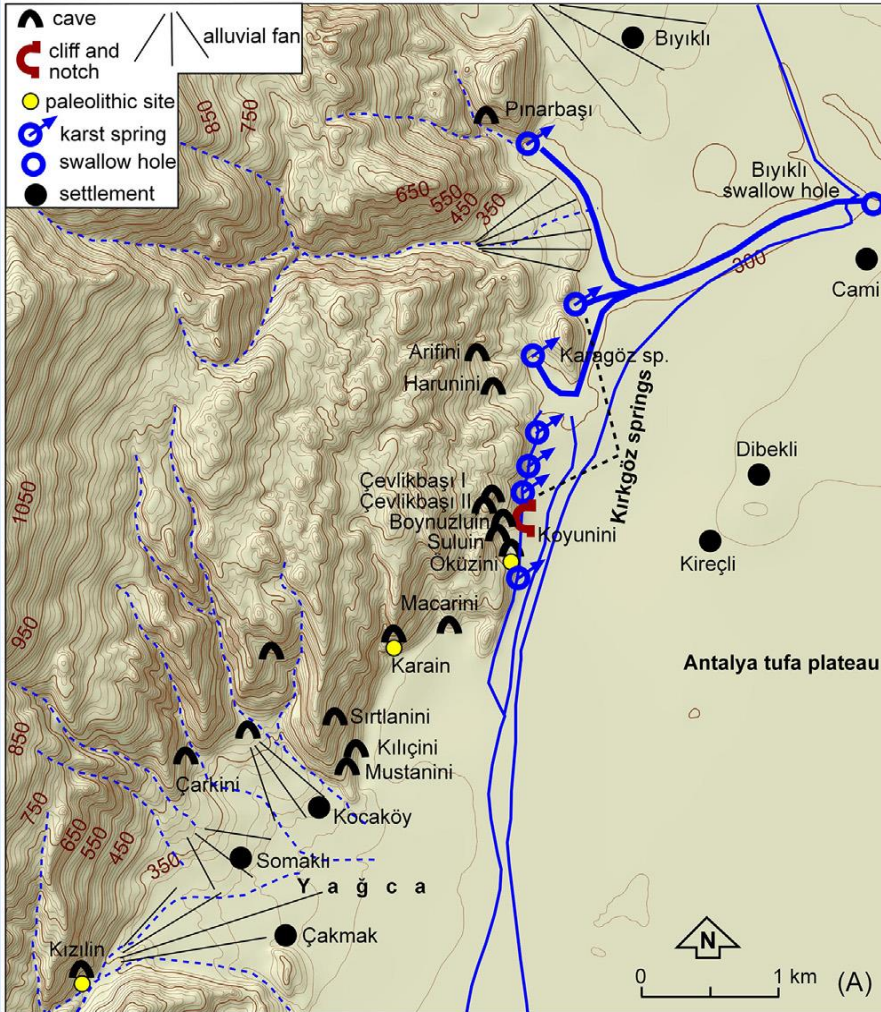 cave
alluvial fan
cliff and
notch
paleolithic site
karst spring
swallow hole
settlement
850
750
Bıyıklı
Pınarbaşı
650
550
450
350
Bıyıklı
swallow hole
300
Cami
Arifini
Karagöz sp.
Harunini
Kırkgöz springs
Dibekli
1050
Çevlikbaşı I
Çevlikbaşı II
Boynuzluin
Koyunini
Suluin
Öküzini
Kireçli
Macarini
950
Karain
Antalya tufa plateau
Sırtlanini
850
Kılıçini
Mustanini
Çarkini
750
Kocaköy
650
550
450
350
Somaklı
Yağca
Çakmak
Kızılin
N
0 1 km
(A)